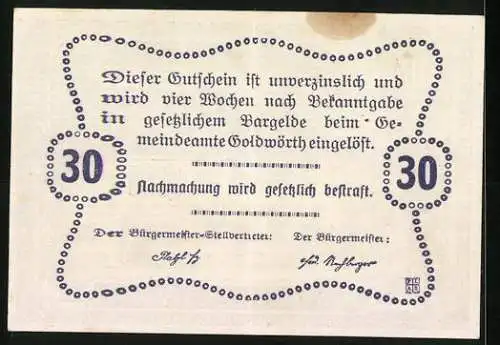 Dieser Gutschein ist unverzinslich und
wird vier Wochen nach Bekanntgabe
in gesetzlichem Bargelde beim Ge-
meindeamte Goldwörth eingelöst.
30 30
Nachmachung wird gesetzlich bestraft.
Der Bürgermeister-Stellvertreter: Der Bürgermeister: